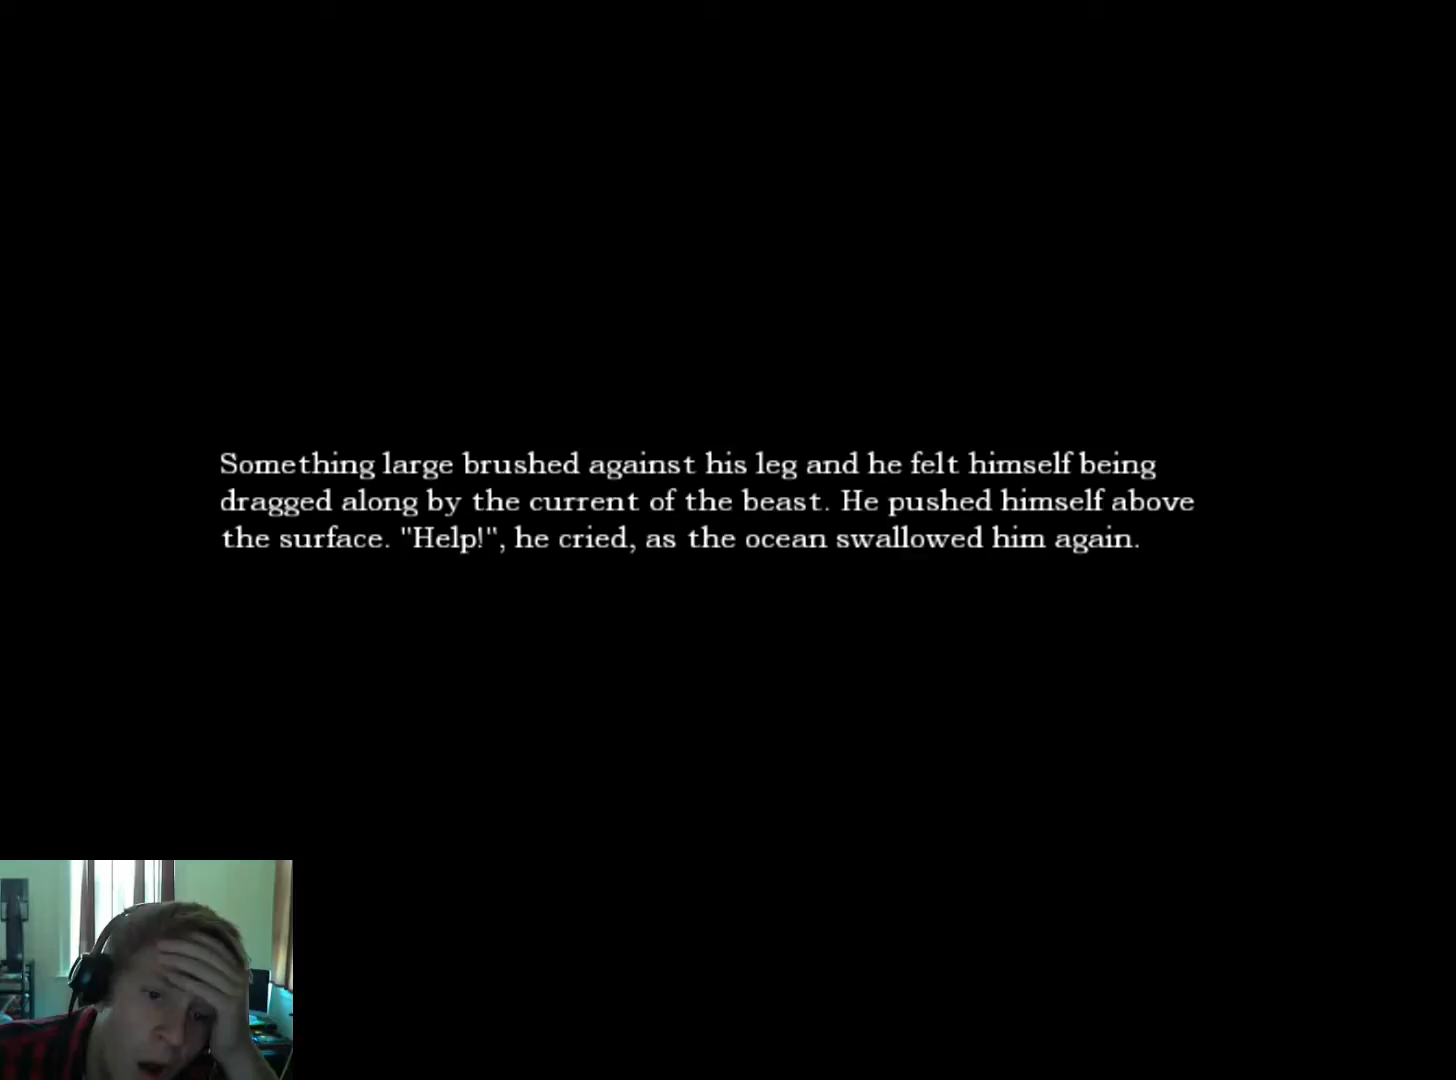 Something large brushed against his leg and he felt himself being
dragged along by the current of the beast. He pushed himself above
the surface. "Help!", he cried, as the ocean swallowed him again.